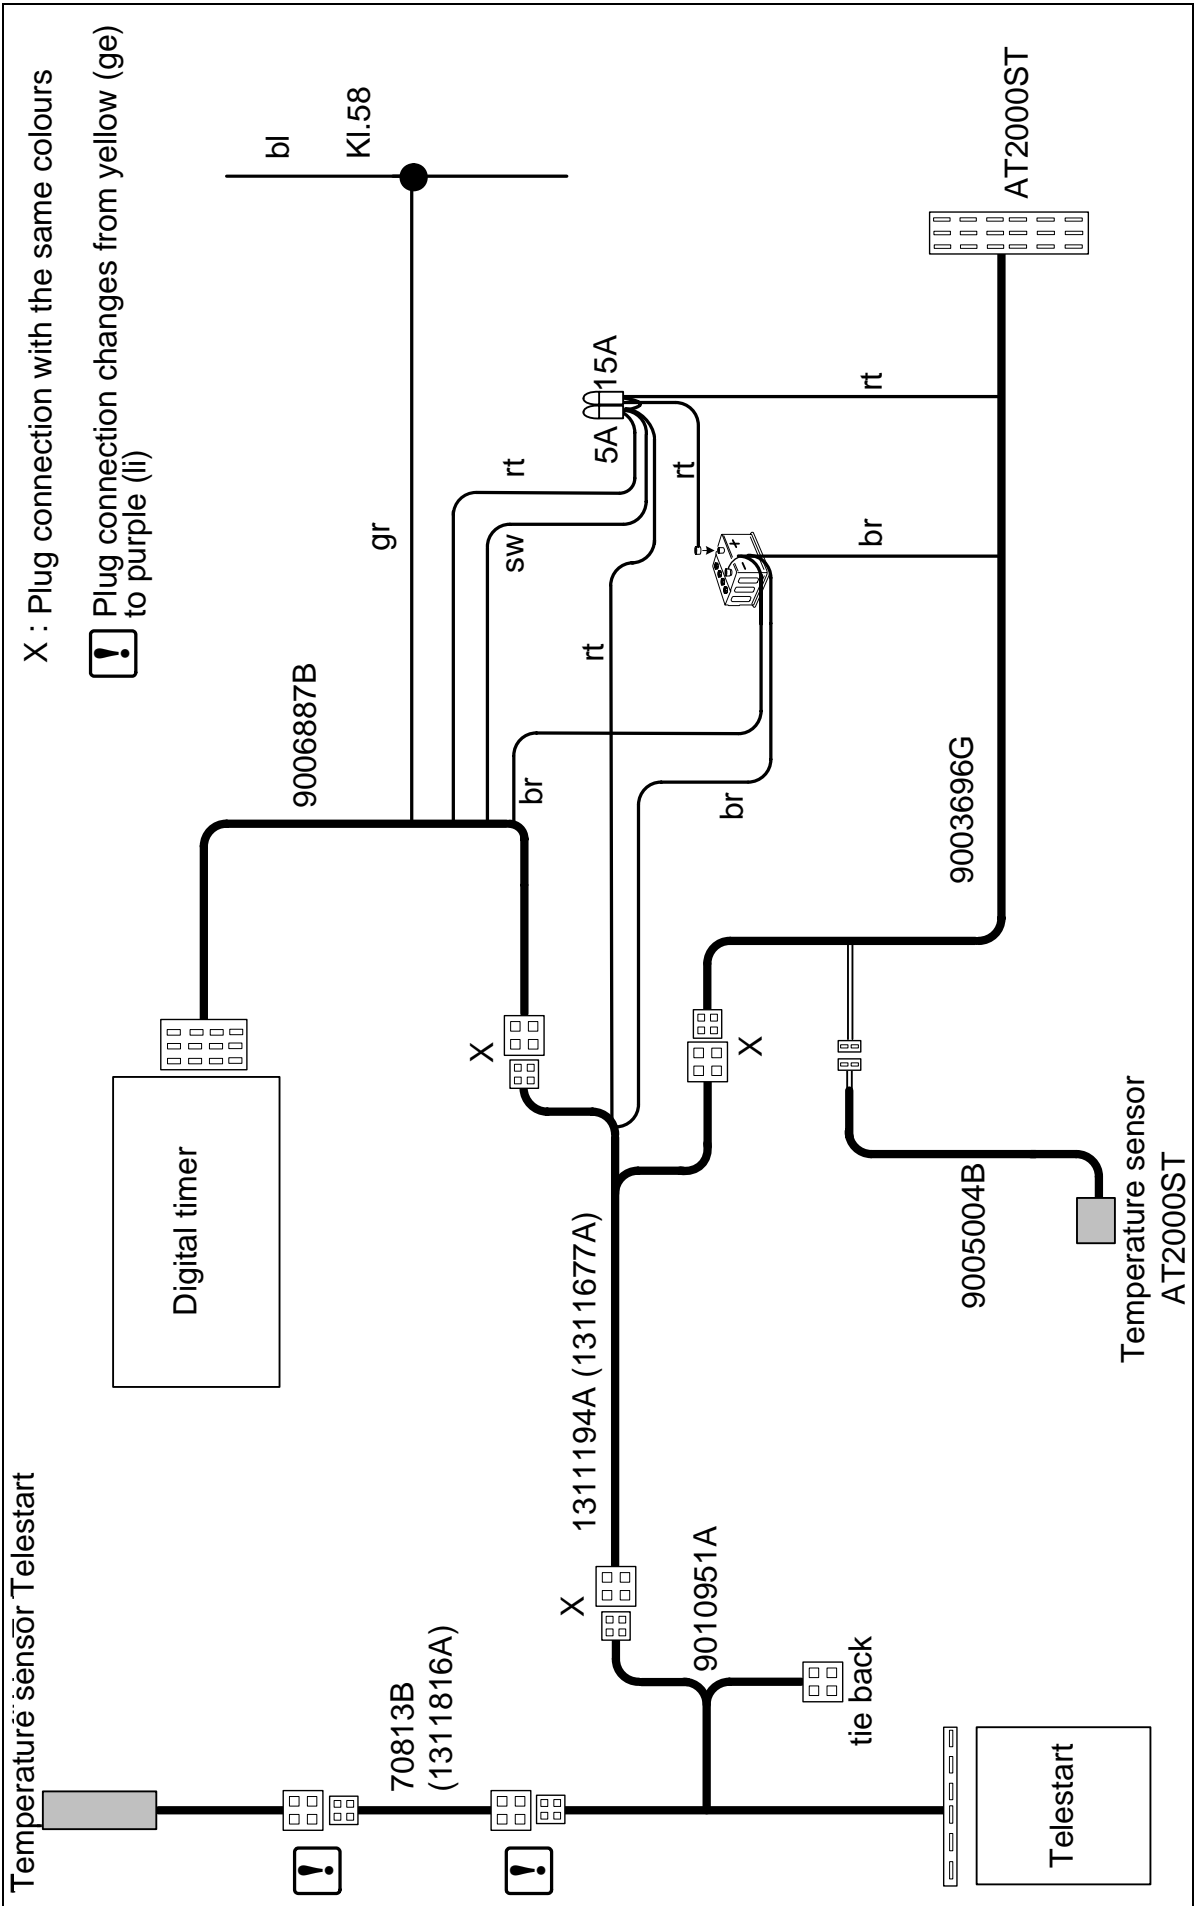 Temperature sensor Telestart
X : Plug connection with the same colours
! Plug connection changes from yellow (ge)
to purple (li)
bl
Kl.58
9006887B
gr
Digital timer
rt
sw
br
5A
15A
rt
rt
rt
br
br
X
X
X
70813B
(1311816A)
1311194A (1311677A)
9010951A
9003696G
AT2000ST
9005004B
tie back
!
!
Telestart
Temperature sensor
AT2000ST